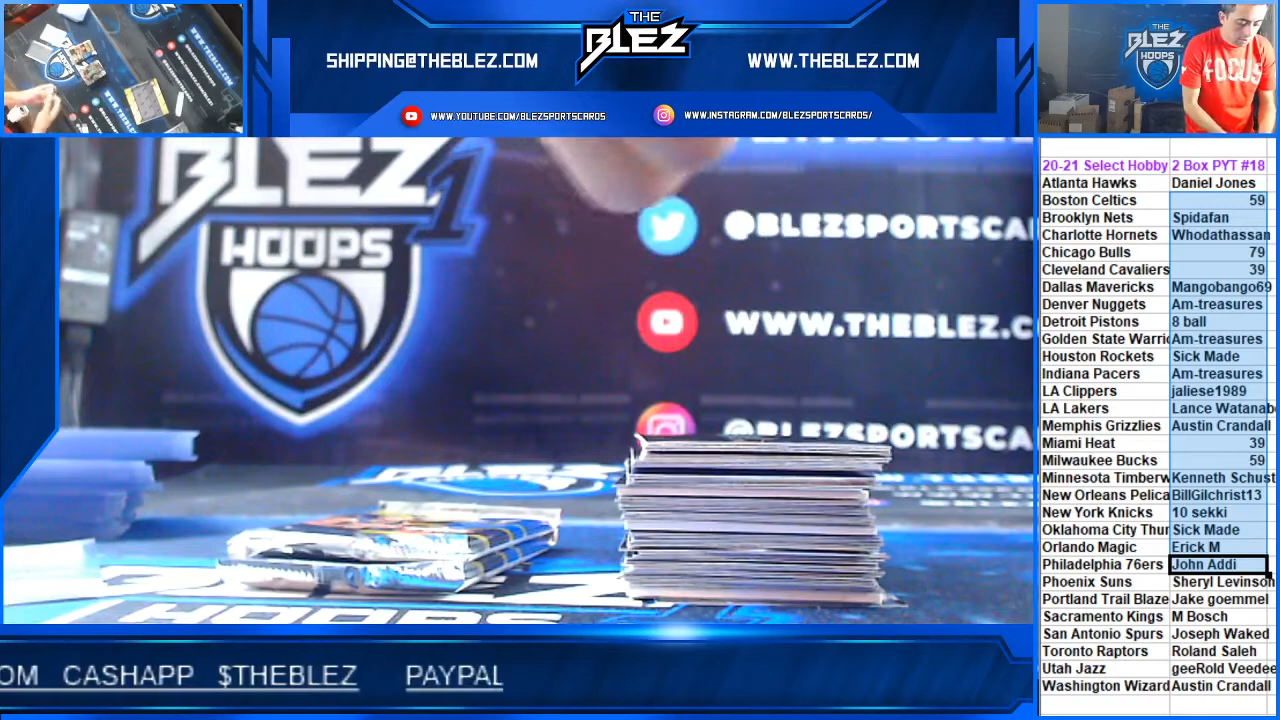 SHIPPING@THEBLEZ.COM
THE
BLEZ
WWW.THEBLEZ.COM
WWW.YOUTUBE.COM/BLEZSPORTSCARDS
WWW.INSTAGRAM.COM/BLEZSPORTSCARDS/
THE
BLEZ
HOOPS
FOCUS
BLEZ
1
HOOPS
@BLEZSPORTSCA
WWW.THEBLEZ.C
@BLEZSPORTSCA
20-21 Select Hobby 2 Box PYT #18
Atlanta Hawks Daniel Jones
Boston Celtics 59
Brooklyn Nets Spidafan
Charlotte Hornets Whodathassan
Chicago Bulls 79
Cleveland Cavaliers 39
Dallas Mavericks Mangobango69
Denver Nuggets Am-treasures
Detroit Pistons 8 ball
Golden State Warri Am-treasures
Houston Rockets Sick Made
Indiana Pacers Am-treasures
LA Clippers jaliese1989
LA Lakers Lance Watanab
Memphis Grizzlies Austin Crandall
Miami Heat 39
Milwaukee Bucks 59
Minnesota Timberw Kenneth Schust
New Orleans Pelica BillGilchrist13
New York Knicks 10 sekki
Oklahoma City Thun Sick Made
Orlando Magic Erick M
Philadelphia 76ers John Addi
Phoenix Suns Sheryl Levinson
Portland Trail Blaze Jake goemmel
Sacramento Kings M Bosch
San Antonio Spurs Joseph Waked
Toronto Raptors Roland Saleh
Utah Jazz geeRold Veedee
Washington Wizard Austin Crandall
OM CASHAPP $THEBLEZ PAYPAL